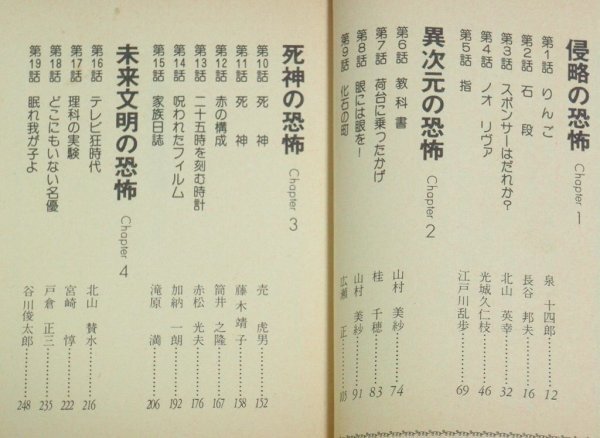 侵略の恐怖 Chapter 1
第1話 りんご 泉 十四郎 12
第2話 石段 長谷 邦夫 16
第3話 スポンサーはだれか? 北山 英幸 32
第4話 ノオ リヴァ 光城久仁枝 46
第5話 指 江戸川乱歩 69
異次元の恐怖 Chapter 2
第6話 教科書 山村 美紗 74
第7話 荷台に乗ったかげ 桂 千穂 83
第8話 眼には眼を! 山村 美紗 91
第9話 化石の町 広瀬 正 103
死神の恐怖 Chapter 3
第10話 死神 売 虎男 152
第11話 死神 藤木靖子 158
第12話 赤の構成 筒井之隆 167
第13話 二十五時を刻む時計 赤松光夫 176
第14話 呪われたフィルム 加納一朗 192
第15話 家族日誌 滝原 満 206
未来文明の恐怖 Chapter 4
第16話 テレビ狂時代 北山 賛水 216
第17話 理科の実験 宮崎 惇 222
第18話 どこにもいない名優 戸倉 正三 235
第19話 眠れ我が子よ 谷川俊太郎 248